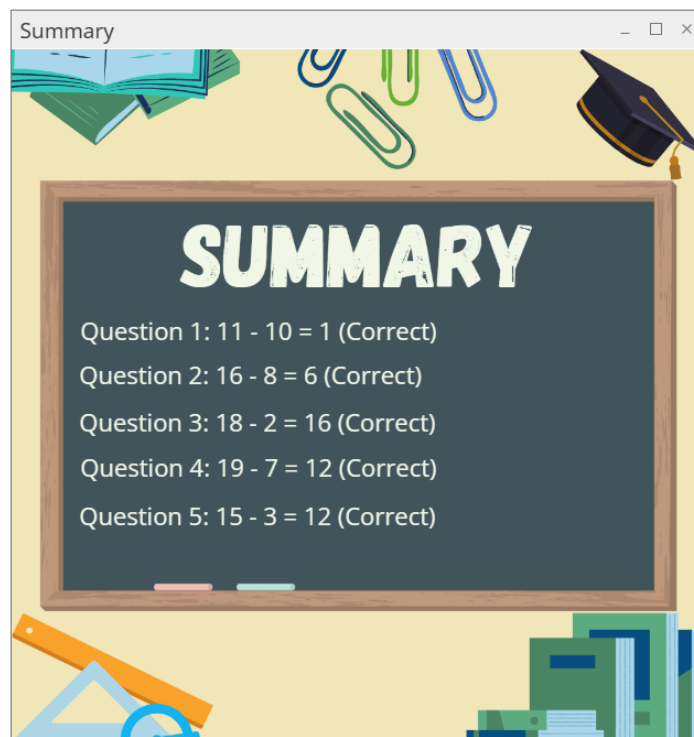 Summary
SUMMARY
Question 1: 11 - 10 = 1 (Correct)
Question 2: 16 - 8 = 6 (Correct)
Question 3: 18 - 2 = 16 (Correct)
Question 4: 19 - 7 = 12 (Correct)
Question 5: 15 - 3 = 12 (Correct)